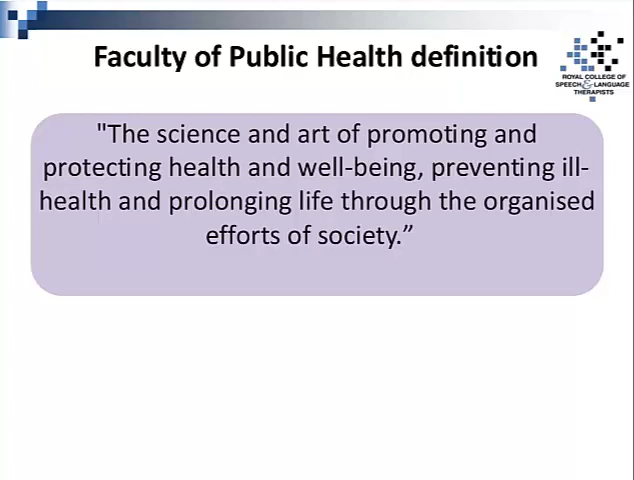 Faculty of Public Health definition
ROYAL COLLEGE OF
SPEECH & LANGUAGE
THERAPISTS
"The science and art of promoting and
protecting health and well-being, preventing ill-
health and prolonging life through the organised
efforts of society.”